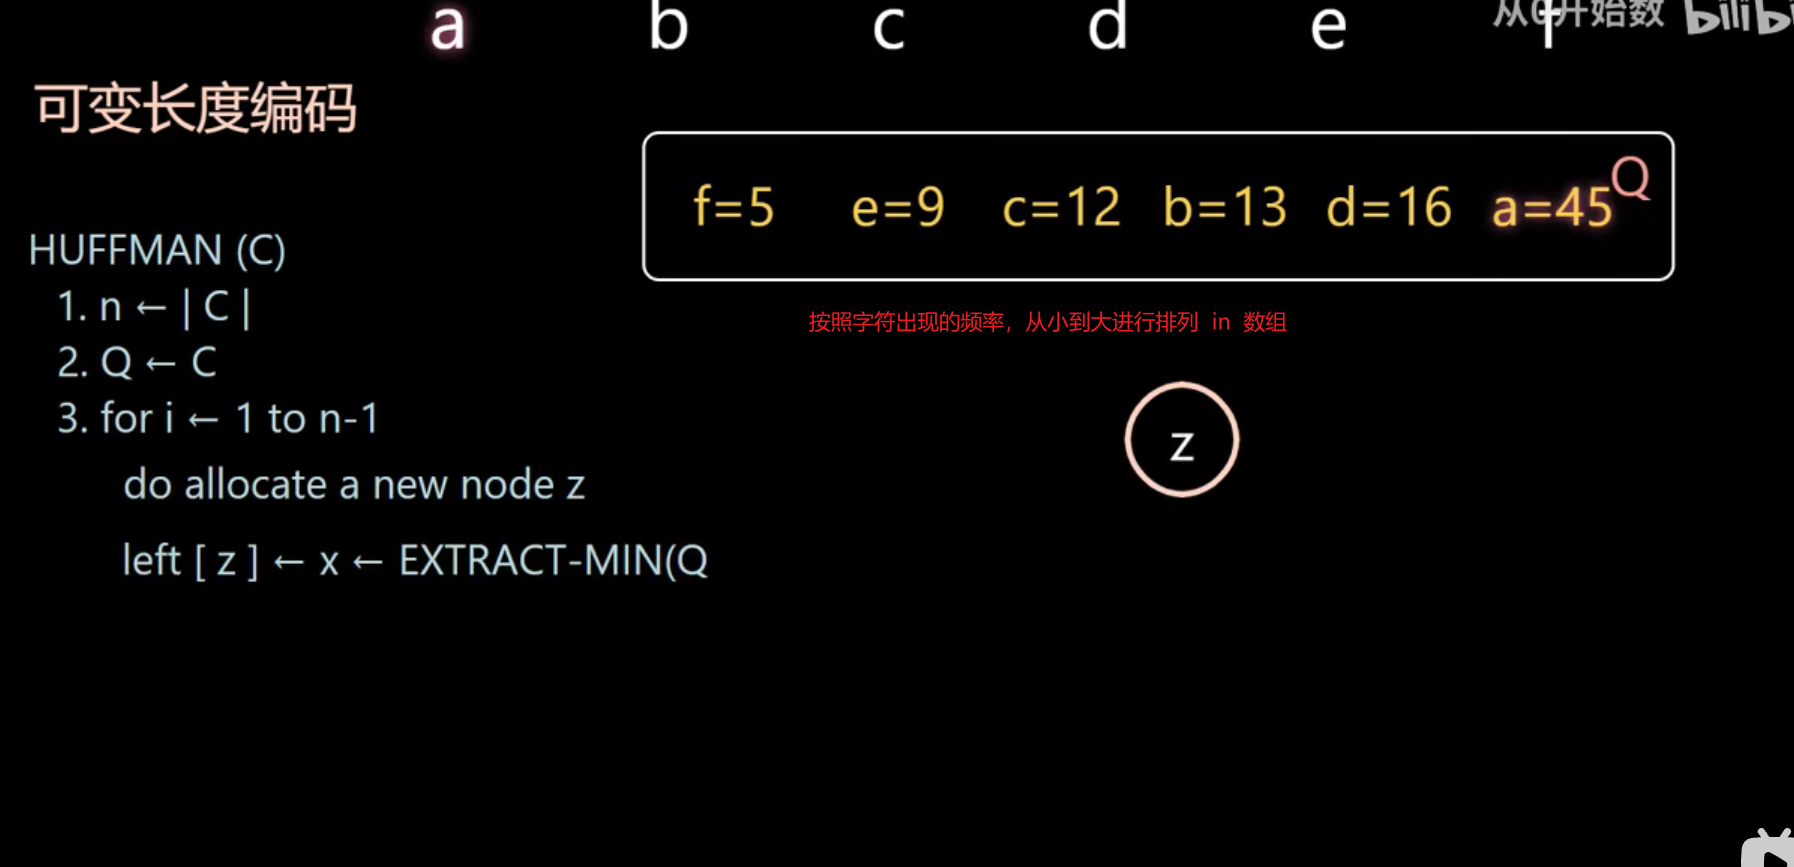 a b c d e f
从0开始数 bilibi
可变长度编码
f=5 e=9 c=12 b=13 d=16 a=45 Q
HUFFMAN (C)
1. n ← | C |
按照字符出现的频率，从小到大进行排列 in 数组
2. Q ← C
3. for i ← 1 to n-1
z
do allocate a new node z
left [ z ] ← x ← EXTRACT-MIN(Q